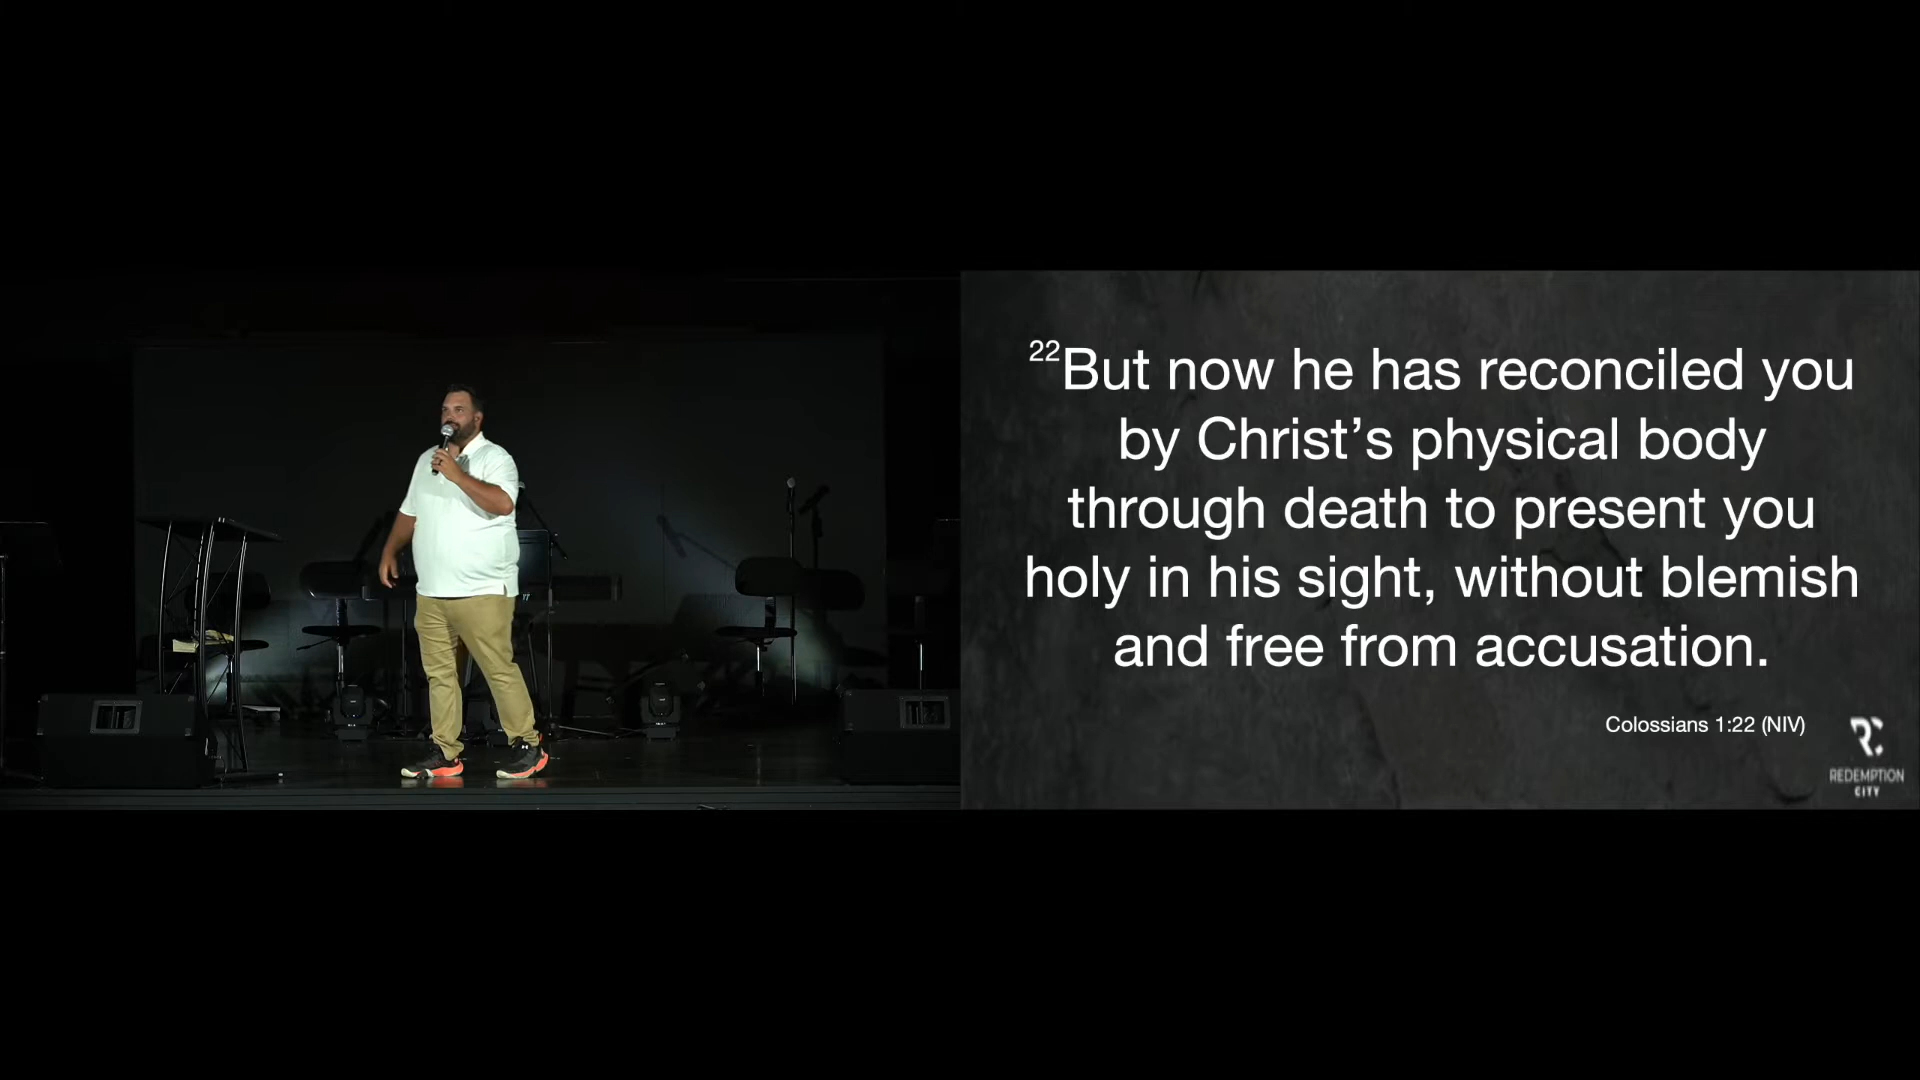 22But now he has reconciled you
by Christ’s physical body
through death to present you
holy in his sight, without blemish
and free from accusation.
Colossians 1:22 (NIV)
RC
REDEMPTION
CITY